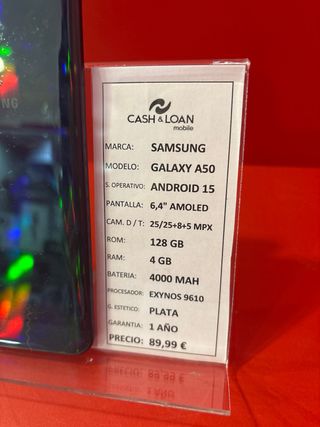 SUNG
CASH & LOAN
mobile
MARCA: SAMSUNG
MODELO: GALAXY A50
S. OPERATIVO: ANDROID 15
PANTALLA: 6,4" AMOLED
CAM. D / T: 25/25+8+5 MPX
ROM: 128 GB
RAM: 4 GB
BATERIA: 4000 MAH
PROCESADOR: EXYNOS 9610
G. ESTETICO: PLATA
GARANTIA: 1 AÑO
PRECIO: 89,99 €